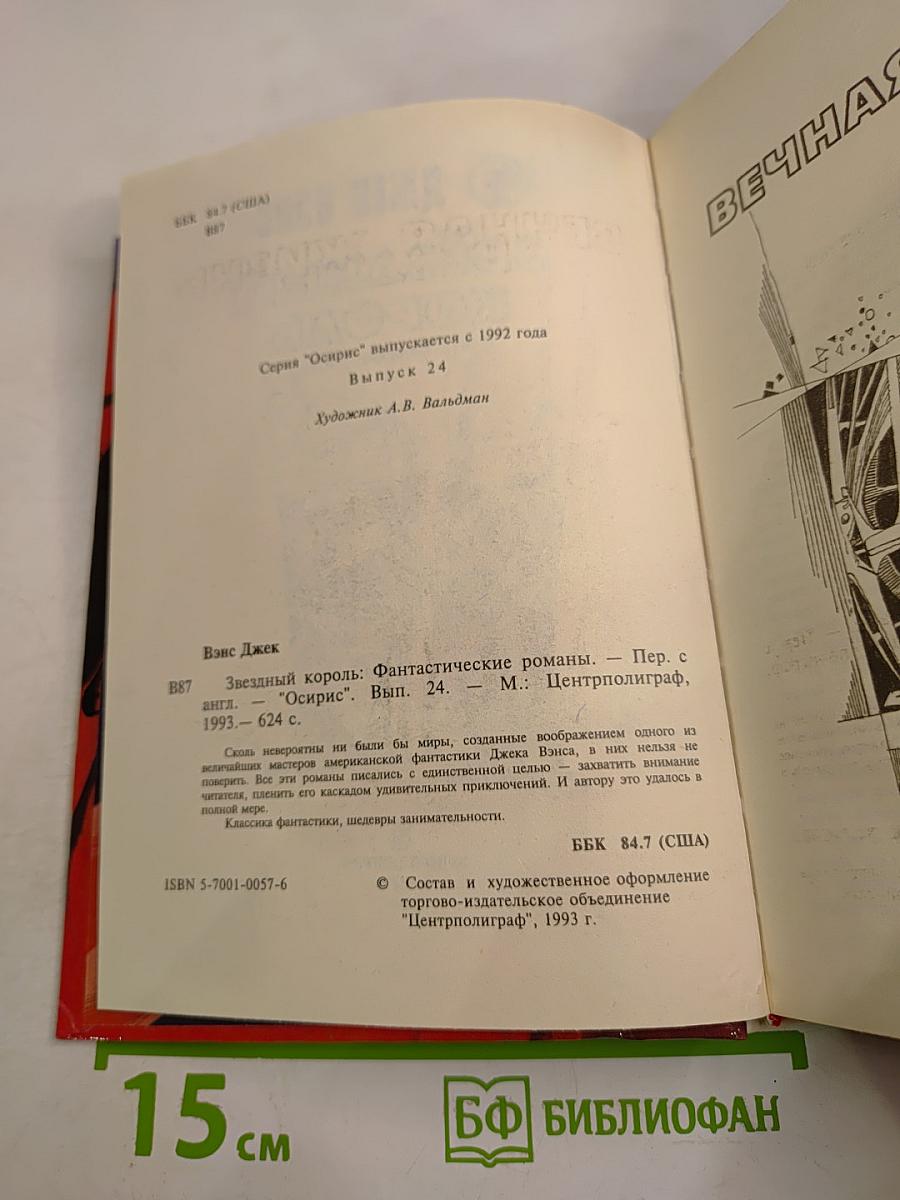 ББК 84.7 (США)
В87
Серия "Осирис" выпускается с 1992 года
Выпуск 24
Художник А.В. Вальдман
Вэнс Джек
В87 Звездный король: Фантастические романы. — Пер. с
англ. — "Осирис". Вып. 24. — М.: Центрполиграф,
1993.— 624 с.
Сколь невероятны ни были бы миры, созданные воображением одного из
величайших мастеров американской фантастики Джека Вэнса, в них нельзя не
поверить. Все эти романы писались с единственной целью — захватить внимание
читателя, пленить его каскадом удивительных приключений. И автору это удалось в
полной мере.
Классика фантастики, шедевры занимательности.
ББК 84.7 (США)
ISBN 5-7001-0057-6
© Состав и художественное оформление
торгово-издательское объединение
"Центрполиграф", 1993 г.
ВЕЧНАЯ
15 см
БФ БИБЛИОФАН